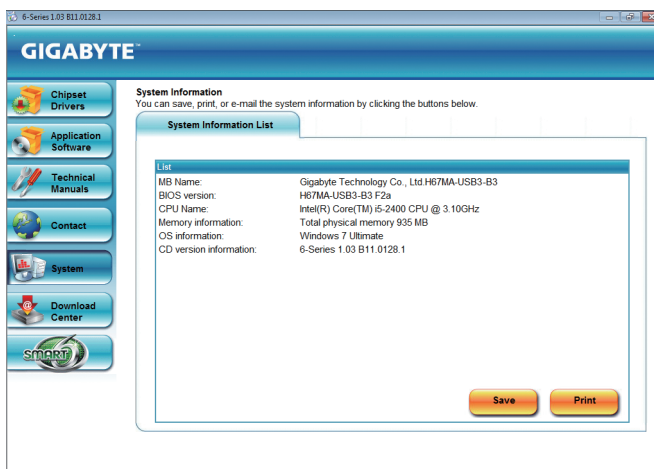 6-Series 1.03 B11.0128.1
GIGABYTE™
Chipset
Drivers
Application
Software
Technical
Manuals
Contact
System
Download
Center
SMART 6
System Information
You can save, print, or e-mail the system information by clicking the buttons below.
System Information List
List
MB Name: Gigabyte Technology Co., Ltd.H67MA-USB3-B3
BIOS version: H67MA-USB3-B3 F2a
CPU Name: Intel(R) Core(TM) i5-2400 CPU @ 3.10GHz
Memory information: Total physical memory 935 MB
OS information: Windows 7 Ultimate
CD version information: 6-Series 1.03 B11.0128.1
Save Print